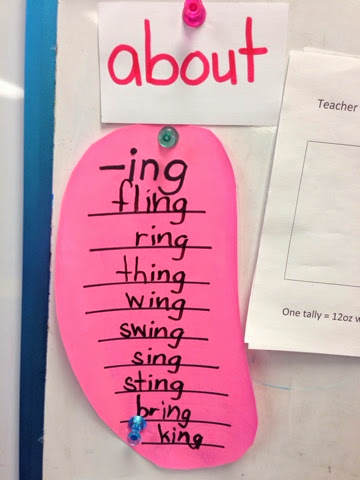 about
-ing
fling
ring
thing
wing
swing
sing
sting
bring
king
Teacher
One tally = 12oz